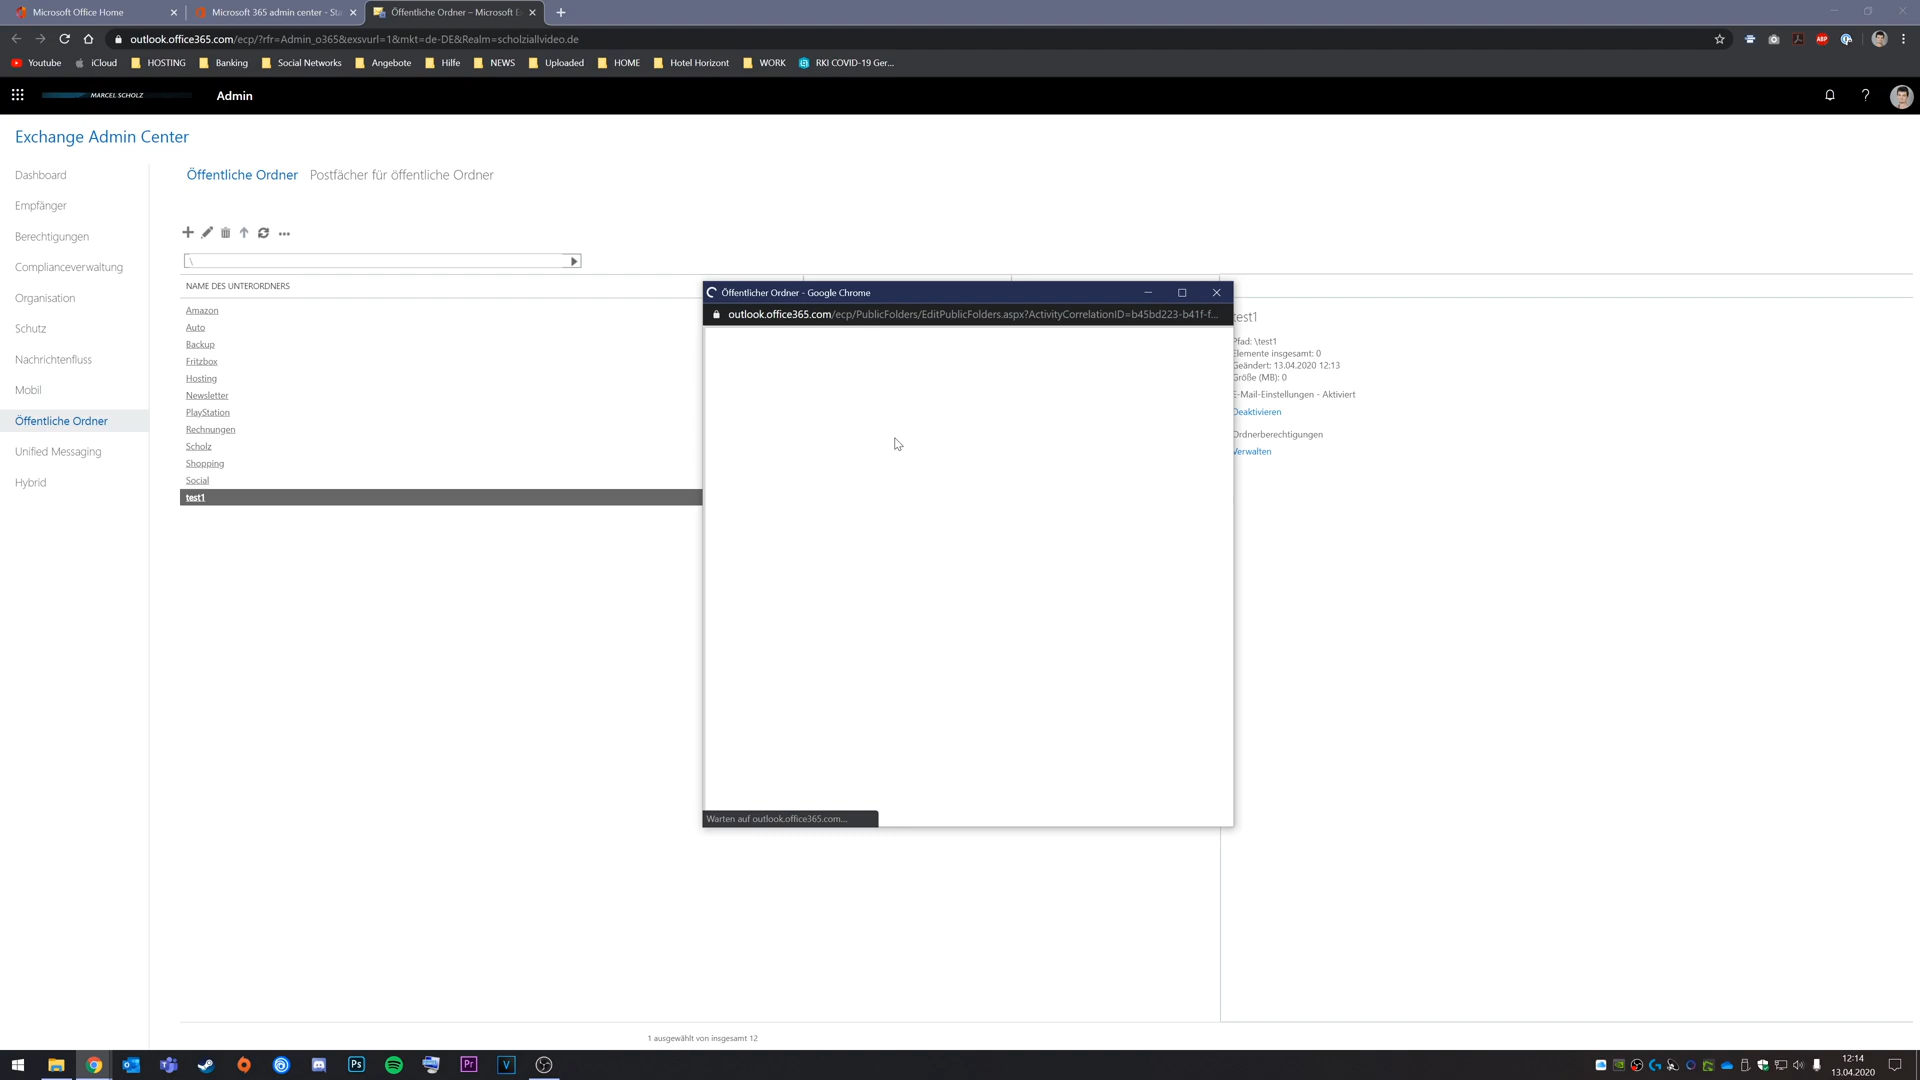 Microsoft Office Home
Microsoft 365 admin center - Sta
Öffentliche Ordner – Microsoft E
outlook.office365.com/ecp/?rfr=Admin_o365&exsvurl=1&mkt=de-DE&Realm=scholziallvideo.de
Youtube
iCloud
HOSTING
Banking
Social Networks
Angebote
Hilfe
NEWS
Uploaded
HOME
Hotel Horizont
WORK
RKI COVID-19 Ger...
MARCEL SCHOLZ
Admin
?
Exchange Admin Center
Dashboard
Empfänger
Berechtigungen
Complianceverwaltung
Organisation
Schutz
Nachrichtenfluss
Mobil
Öffentliche Ordner
Unified Messaging
Hybrid
Öffentliche Ordner
Postfächer für öffentliche Ordner
\
NAME DES UNTERORDNERS
Amazon
Auto
Backup
Fritzbox
Hosting
Newsletter
PlayStation
Rechnungen
Scholz
Shopping
Social
test1
Öffentlicher Ordner - Google Chrome
outlook.office365.com/ecp/PublicFolders/EditPublicFolders.aspx?ActivityCorrelationID=b45bd223-b41f-f...
Warten auf outlook.office365.com...
test1
Pfad: \test1
Elemente insgesamt: 0
Geändert: 13.04.2020 12:13
Größe (MB): 0
E-Mail-Einstellungen - Aktiviert
Deaktivieren
Ordnerberechtigungen
Verwalten
1 ausgewählt von insgesamt 12
ABP
Ps
Pr
V
12:14
13.04.2020